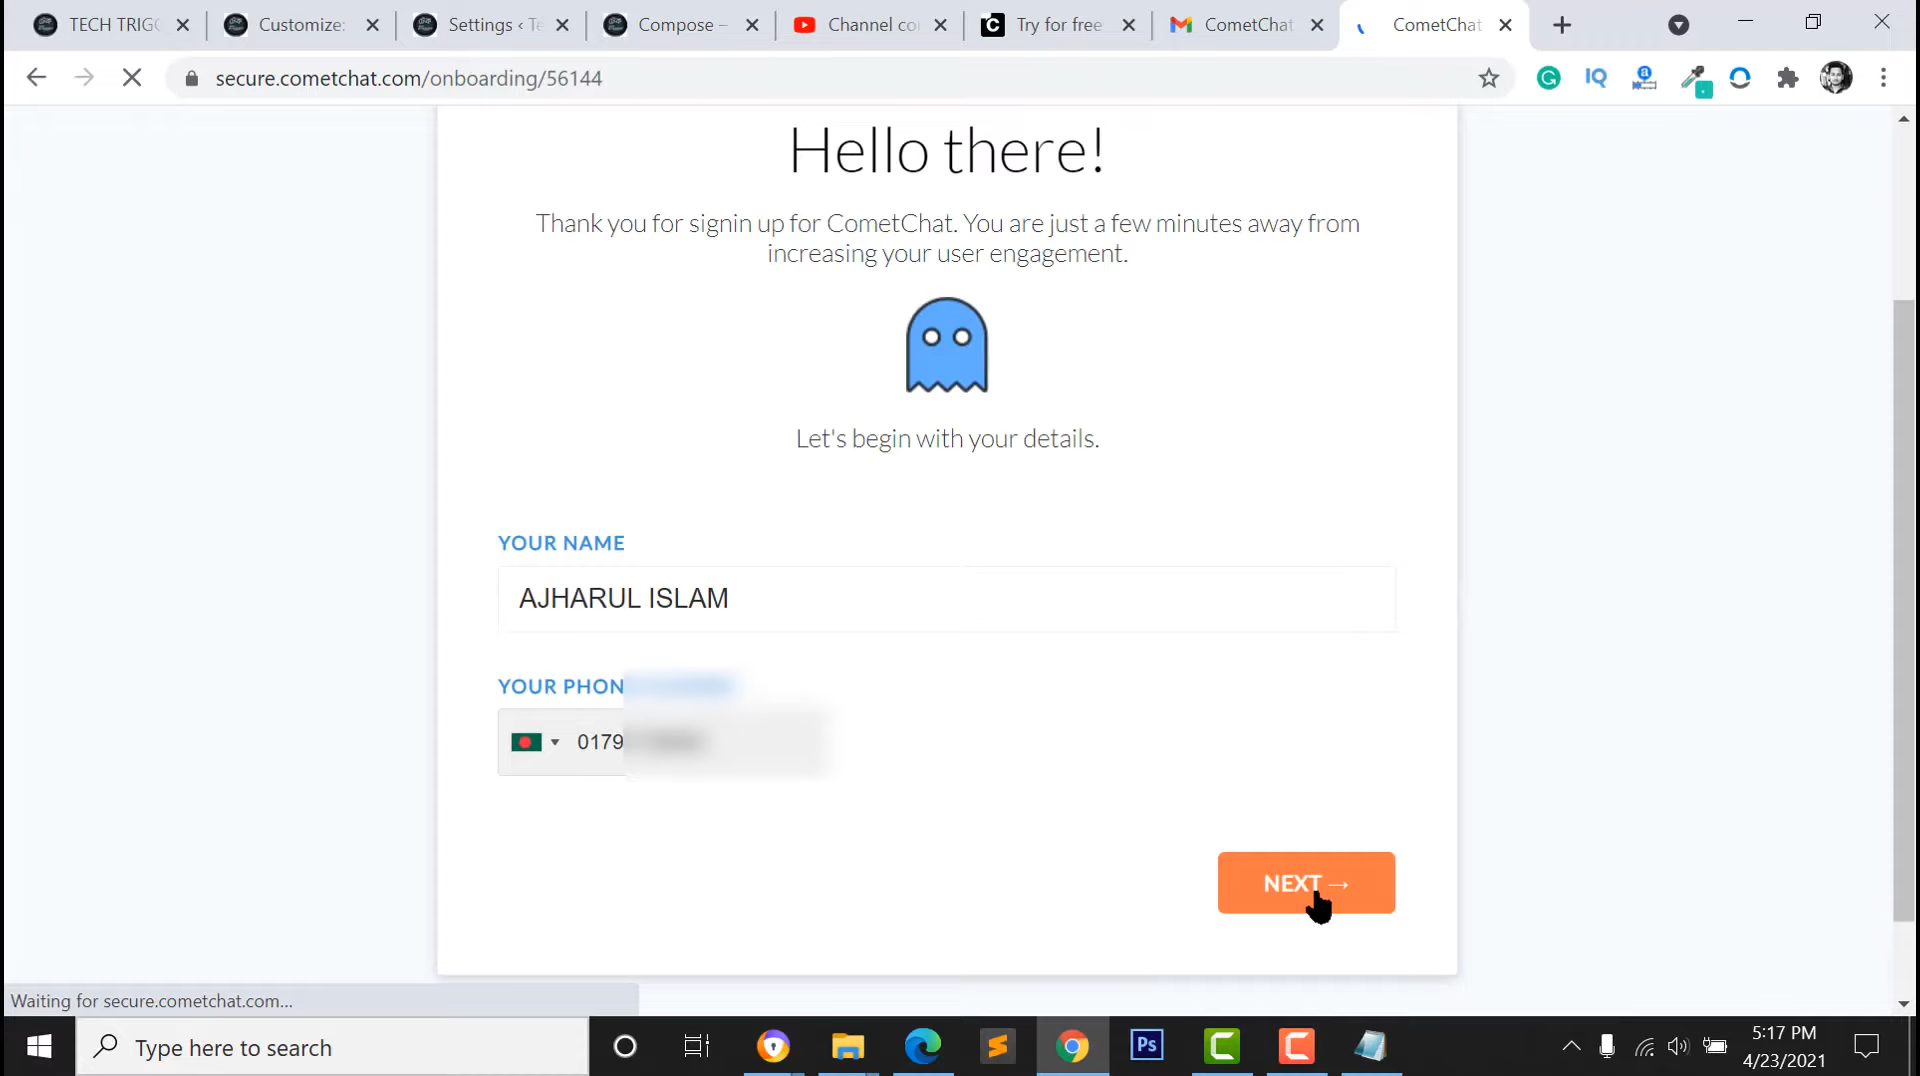 TECH TRIGG
Customize:
Settings ‹ Te
Compose –
Channel co
Try for free
CometChat
CometChat
secure.cometchat.com/onboarding/56144
Hello there!
Thank you for signin up for CometChat. You are just a few minutes away from
increasing your user engagement.
Let's begin with your details.
YOUR NAME
AJHARUL ISLAM
YOUR PHON
0179
NEXT →
Waiting for secure.cometchat.com...
Type here to search
Ps
5:17 PM
4/23/2021